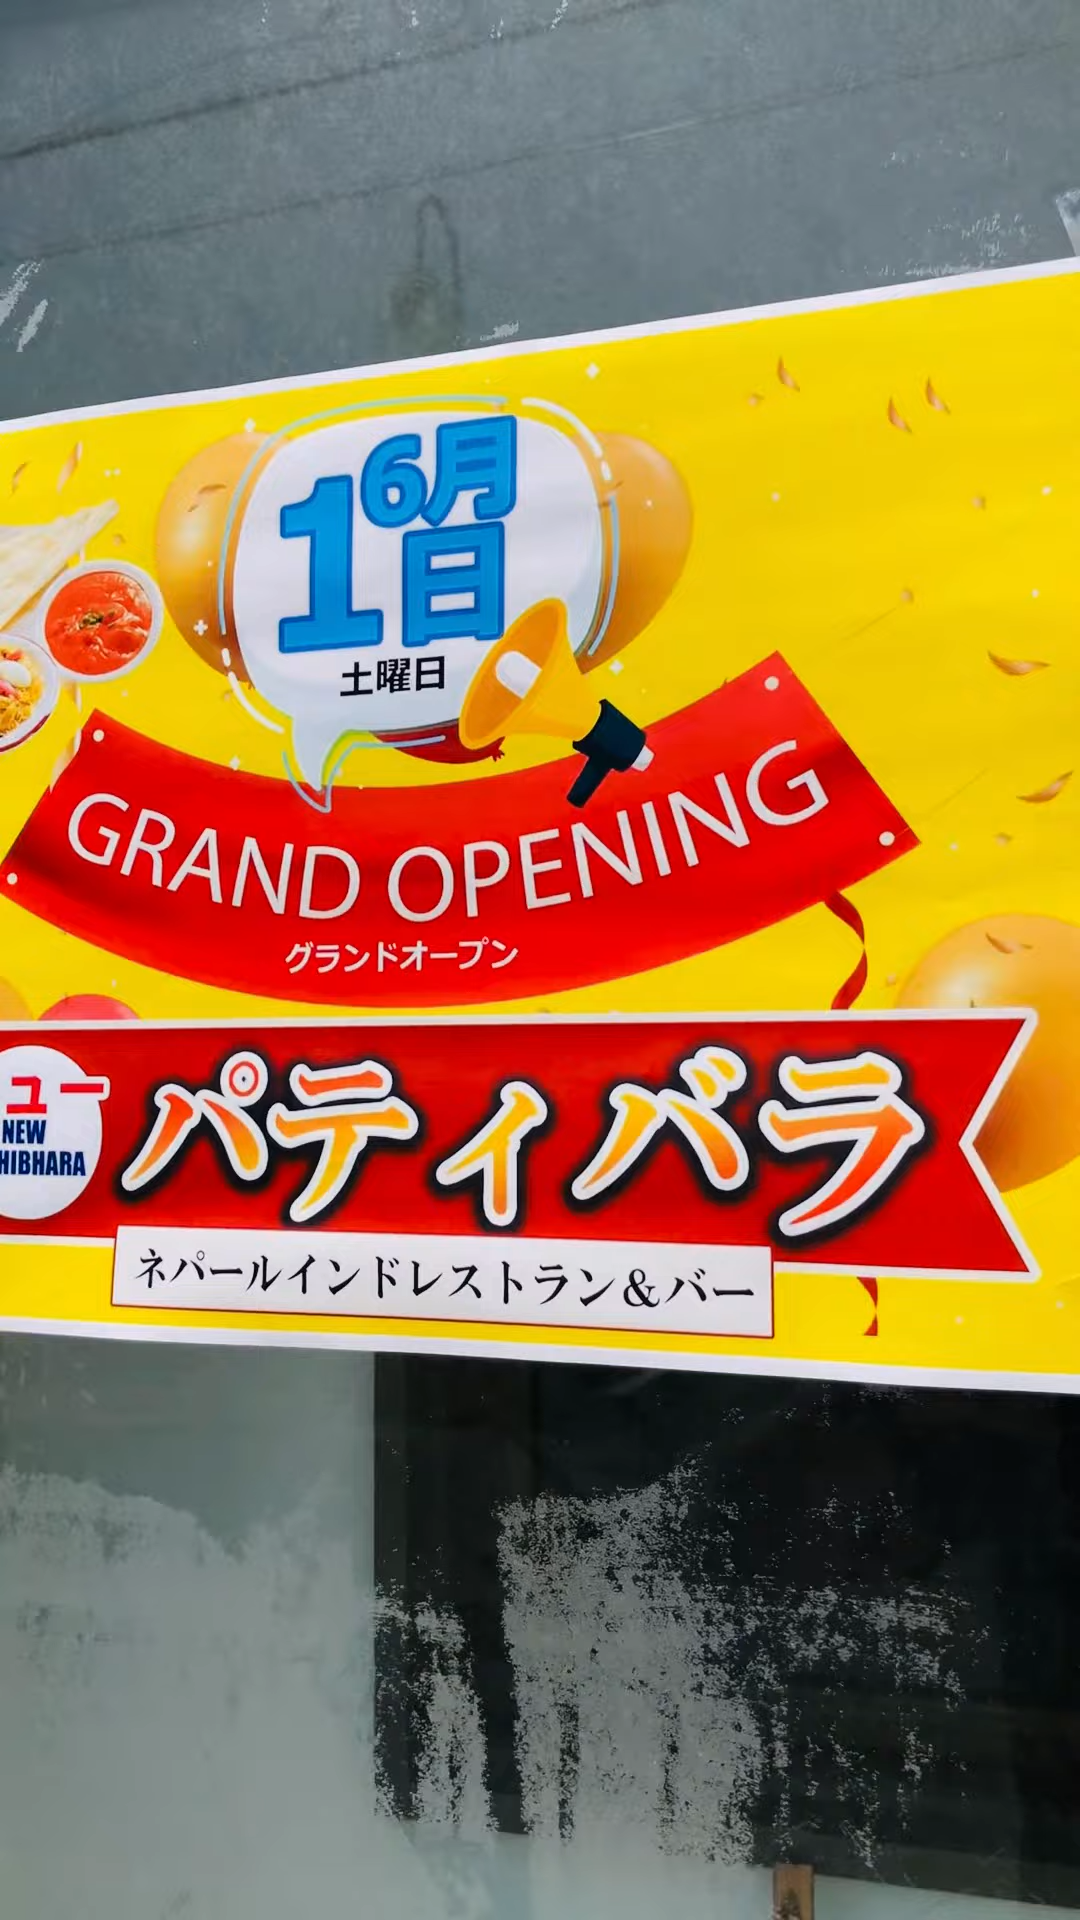 6月
1日
土曜日
GRAND OPENING
グランドオープン
ュー
NEW
HIBHARA
パティバラ
ネパールインドレストラン&バー